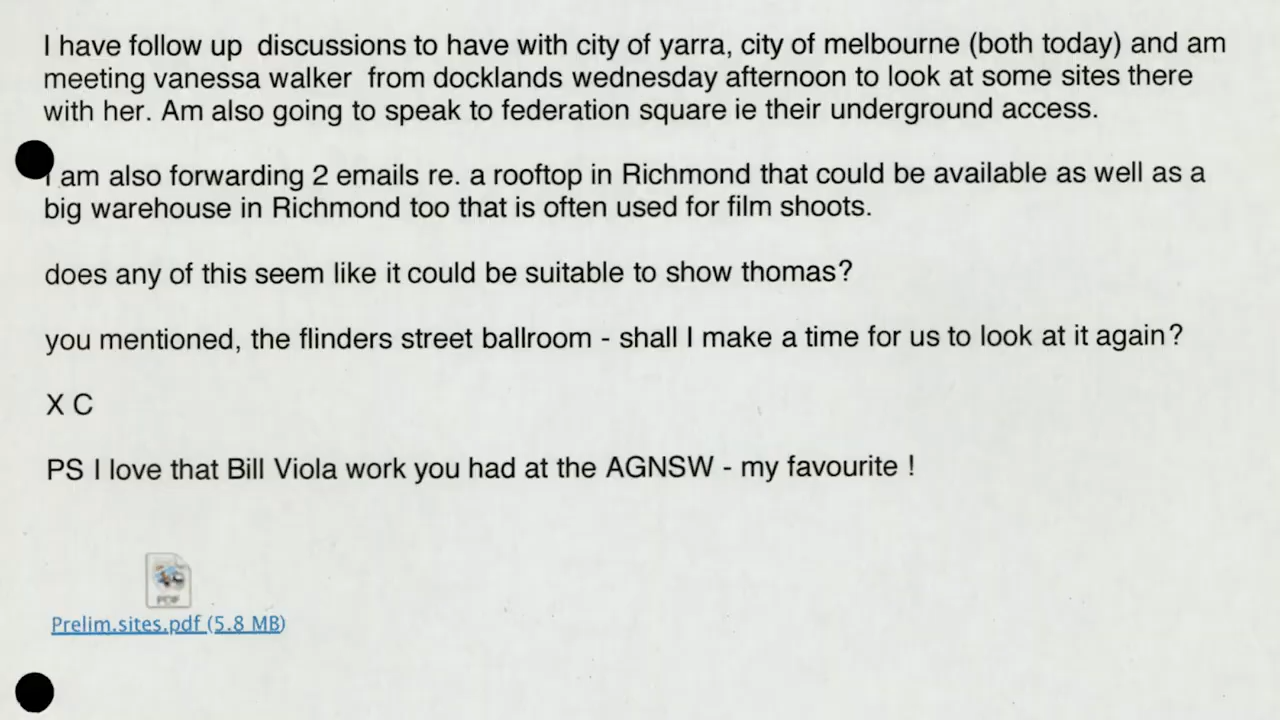 I have follow up  discussions to have with city of yarra, city of melbourne (both today) and am
meeting vanessa walker  from docklands wednesday afternoon to look at some sites there
with her. Am also going to speak to federation square ie their underground access.
I am also forwarding 2 emails re. a rooftop in Richmond that could be available as well as a
big warehouse in Richmond too that is often used for film shoots.
does any of this seem like it could be suitable to show thomas?
you mentioned, the flinders street ballroom - shall I make a time for us to look at it again?
X C
PS I love that Bill Viola work you had at the AGNSW - my favourite !
PDF
Prelim.sites.pdf (5.8 MB)